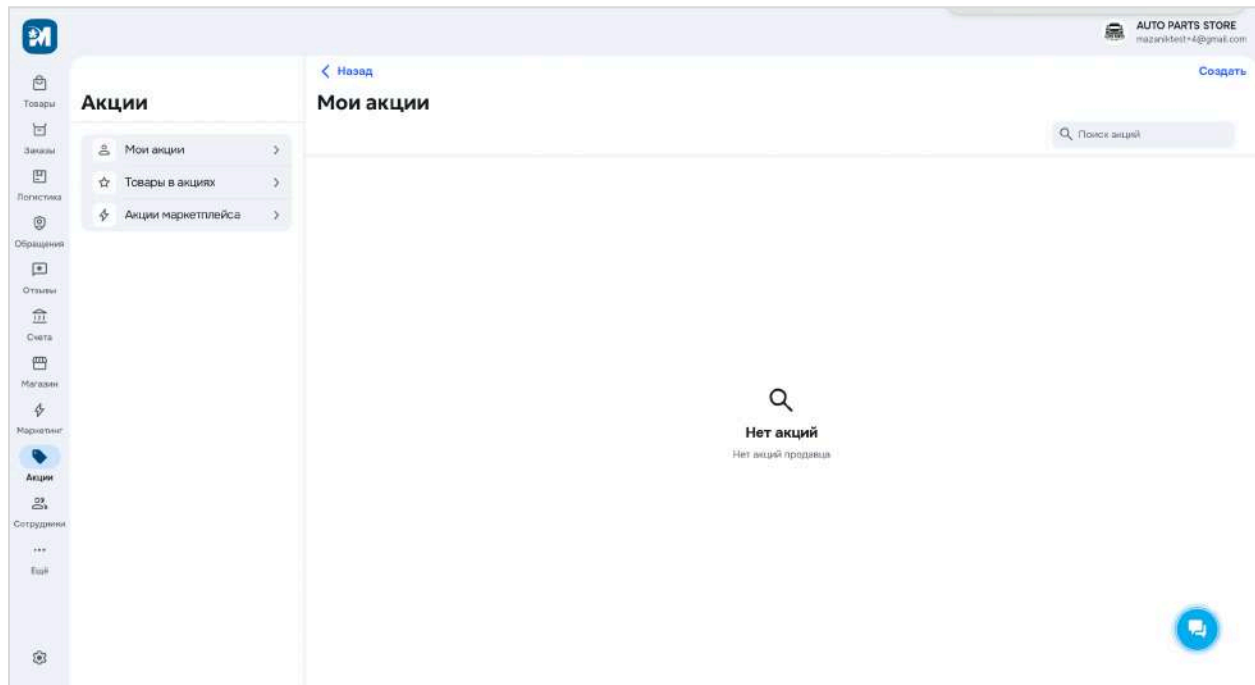 AUTO PARTS STORE
mazaniktest+4@gmail.com
Назад
Создать
Акции
Мои акции
Поиск акций
Мои акции
Товары в акциях
Акции маркетплейса
Товары
Заказы
Логистика
Обращения
Отзывы
Счета
Магазин
Маркетинг
Акции
Сотрудники
Ещё
Нет акций
Нет акций продавца